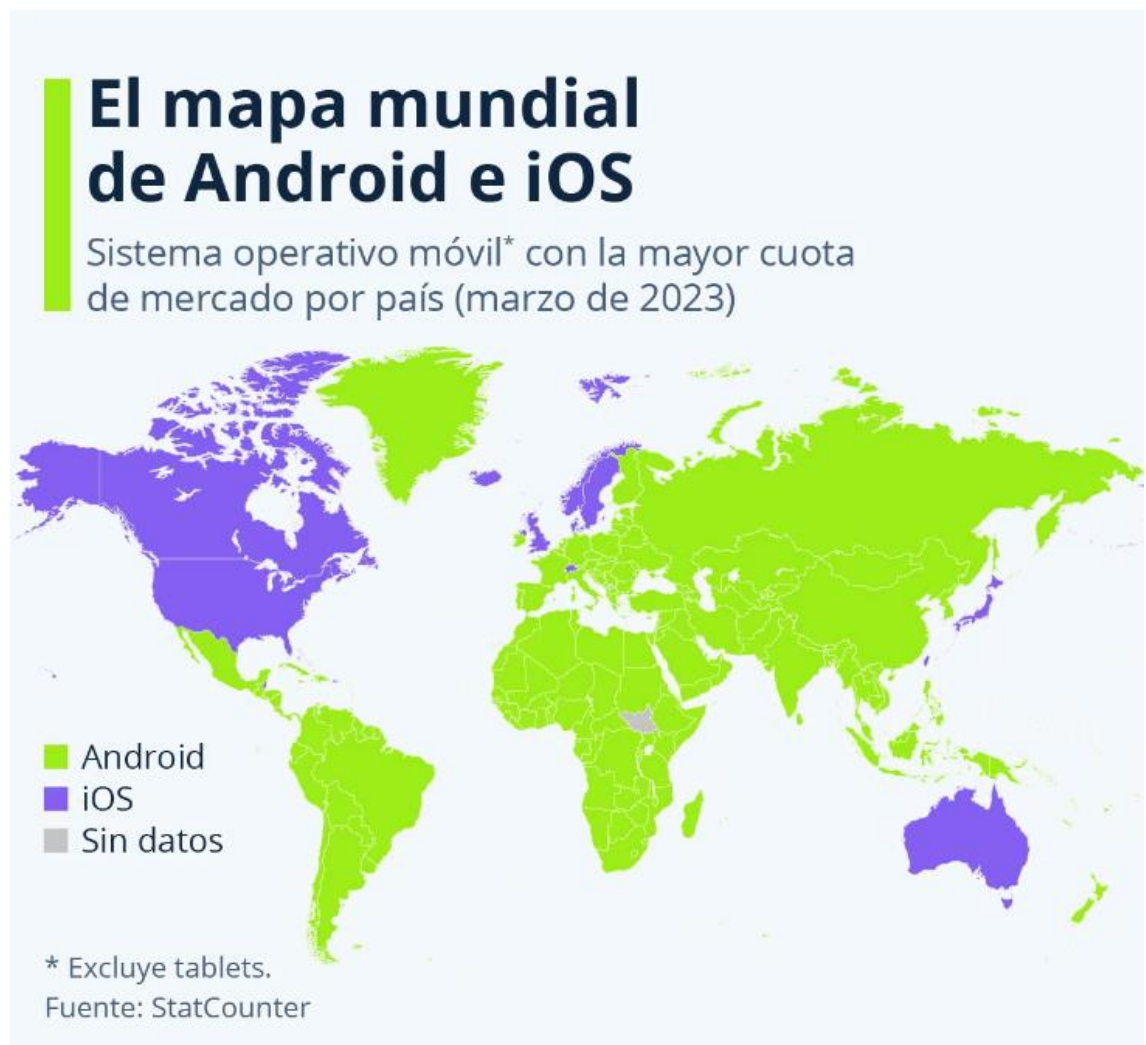 El mapa mundial
de Android e iOS
Sistema operativo móvil* con la mayor cuota
de mercado por país (marzo de 2023)
Android
iOS
Sin datos
* Excluye tablets.
Fuente: StatCounter